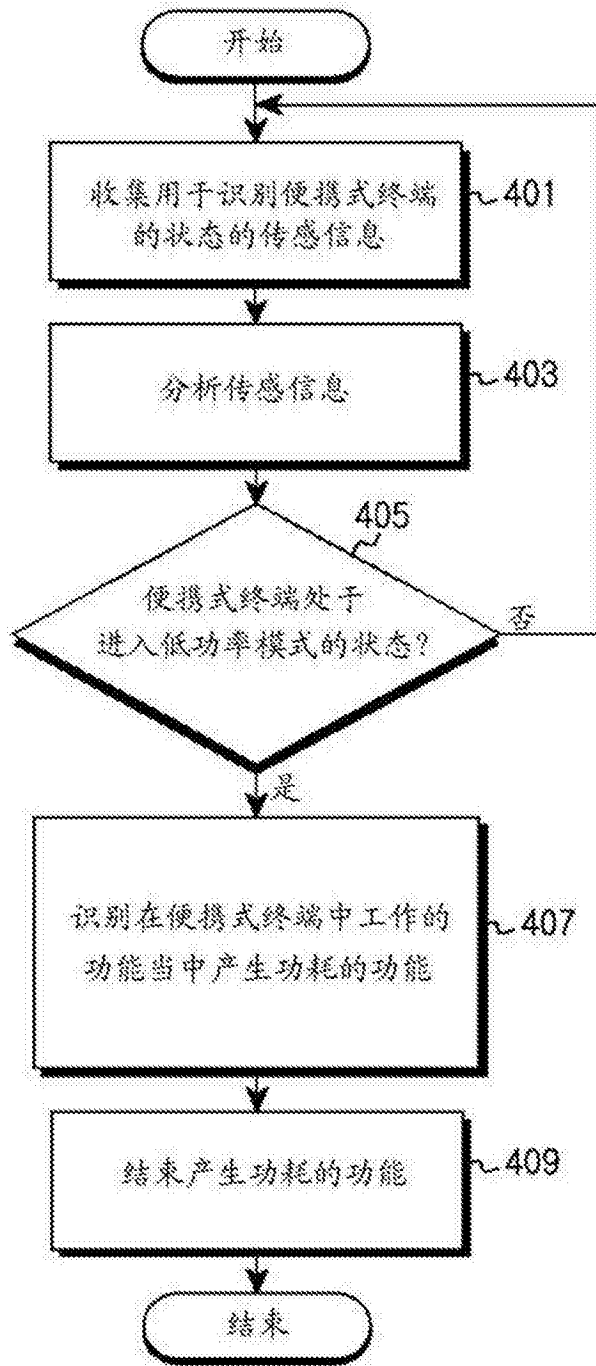 开始
收集用于识别便携式终端
的状态的传感信息
401
分析传感信息
403
405
便携式终端处于
进入低功率模式的状态?
否
是
识别在便携式终端中工作的
功能当中产生功耗的功能
407
结束产生功耗的功能
409
结束